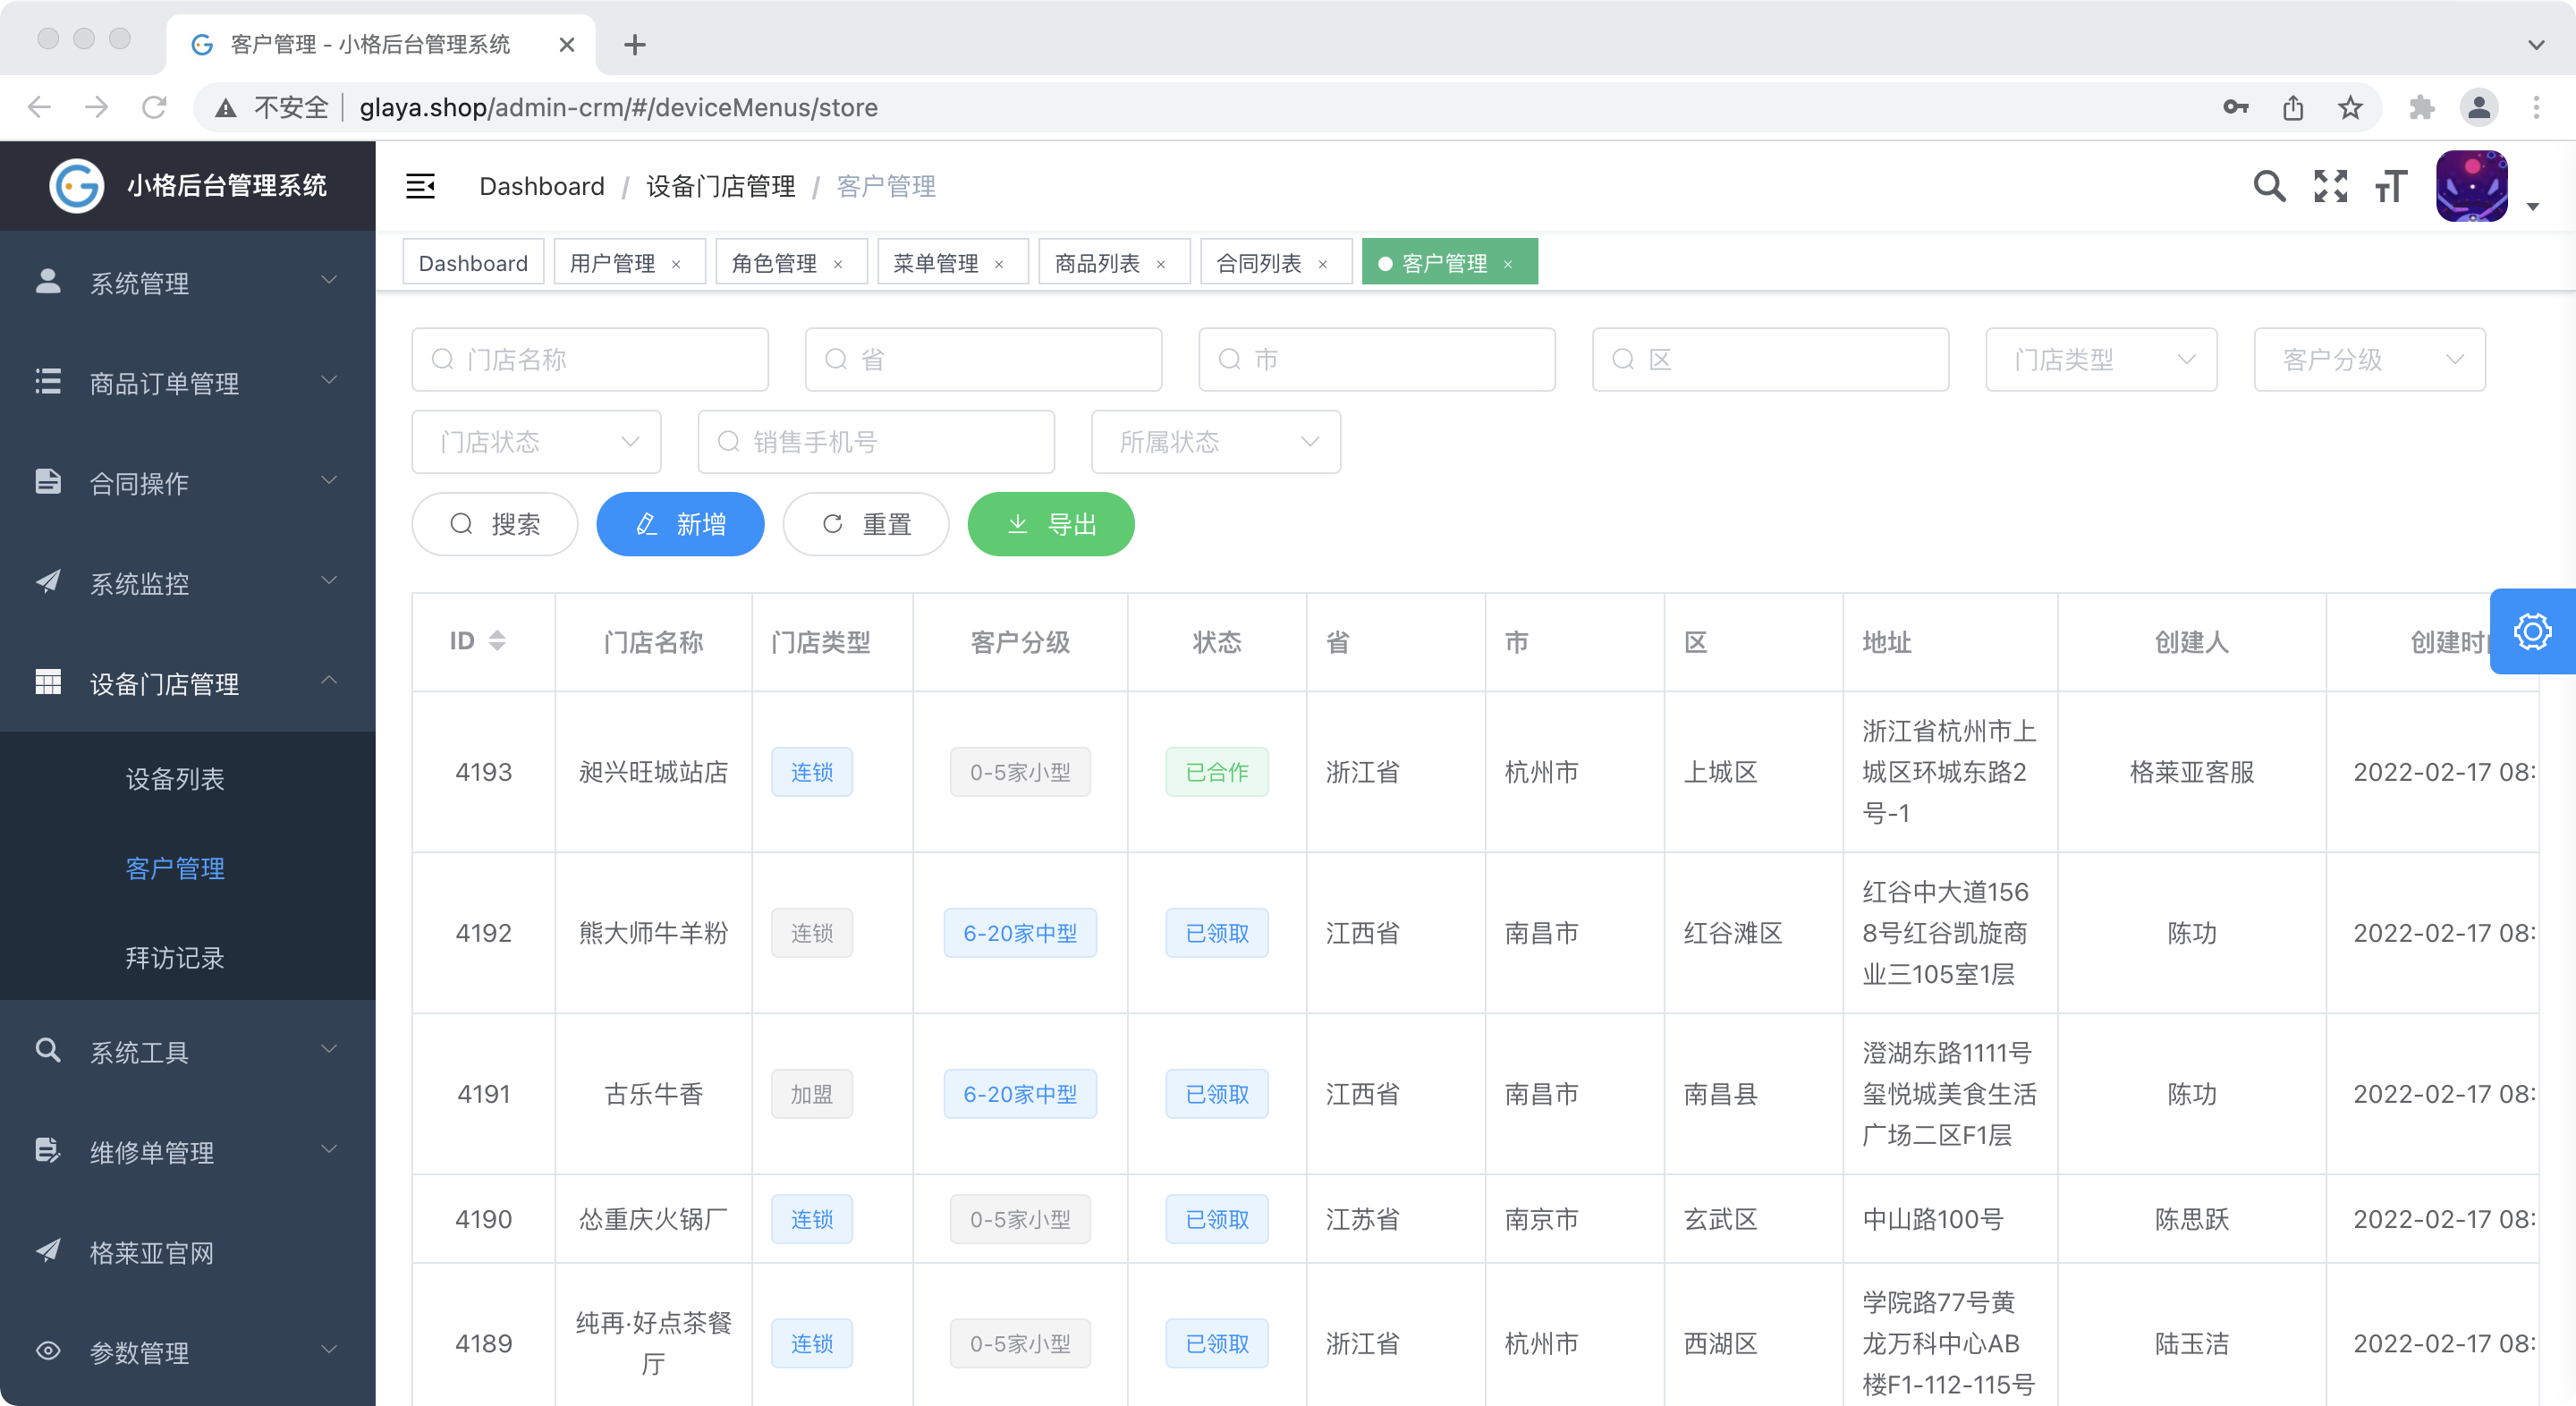 客户管理 - 小格后台管理系统
不安全 glaya.shop/admin-crm/#/deviceMenus/store
小格后台管理系统
Dashboard / 设备门店管理 / 客户管理
Dashboard 用户管理 × 角色管理 × 菜单管理 × 商品列表 × 合同列表 × 客户管理 ×
系统管理
商品订单管理
合同操作
系统监控
设备门店管理
设备列表
客户管理
拜访记录
系统工具
维修单管理
格莱亚官网
参数管理
门店名称 省 市 区 门店类型 客户分级
门店状态 销售手机号 所属状态
搜索 新增 重置 导出
ID 门店名称 门店类型 客户分级 状态 省 市 区 地址 创建人 创建时
4193 昶兴旺城站店 连锁 0-5家小型 已合作 浙江省 杭州市 上城区 浙江省杭州市上
城区环城东路2
号-1 格莱亚客服 2022-02-17 08:
4192 熊大师牛羊粉 连锁 6-20家中型 已领取 江西省 南昌市 红谷滩区 红谷中大道156
8号红谷凯旋商
业三105室1层 陈功 2022-02-17 08:
4191 古乐牛香 加盟 6-20家中型 已领取 江西省 南昌市 南昌县 澄湖东路1111号
玺悦城美食生活
广场二区F1层 陈功 2022-02-17 08:
4190 怂重庆火锅厂 连锁 0-5家小型 已领取 江苏省 南京市 玄武区 中山路100号 陈思跃 2022-02-17 08:
4189 纯再·好点茶餐
厅 连锁 0-5家小型 已领取 浙江省 杭州市 西湖区 学院路77号黄
龙万科中心AB
楼F1-112-115号 陆玉洁 2022-02-17 08: